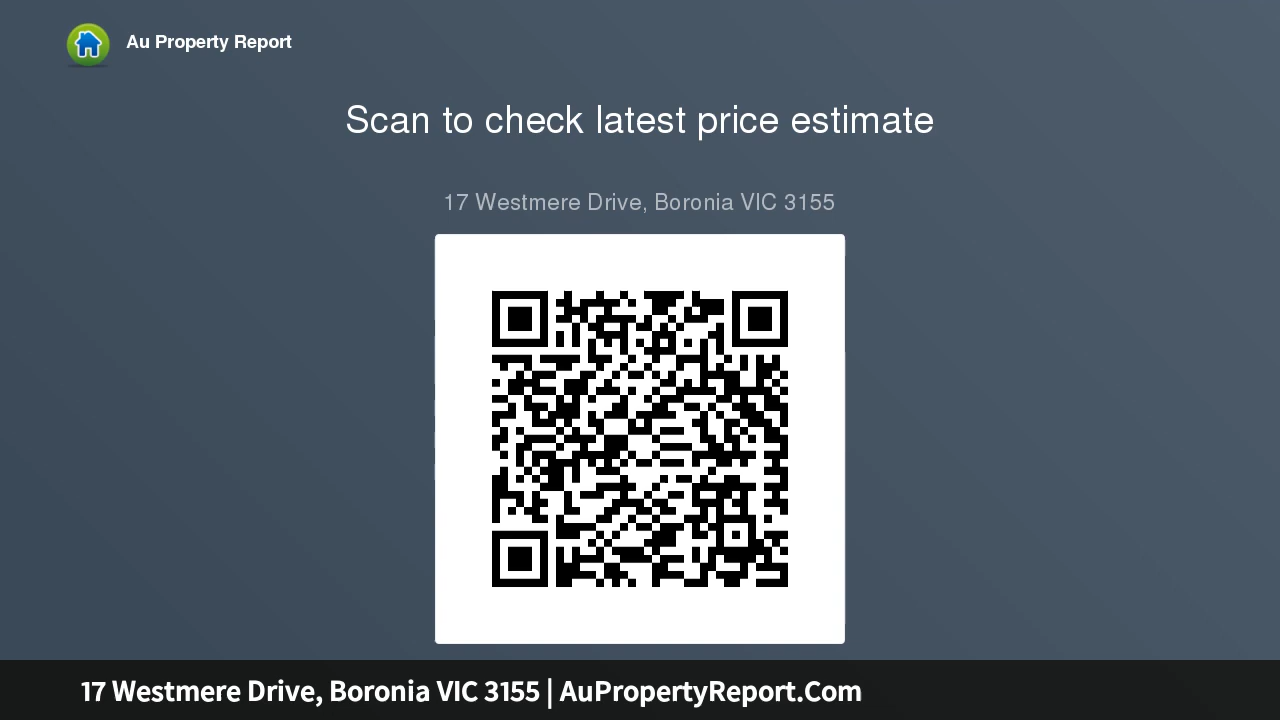 Au Property Report
Scan to check latest price estimate
17 Westmere Drive, Boronia VIC 3155
17 Westmere Drive, Boronia VIC 3155 | AuPropertyReport.Com